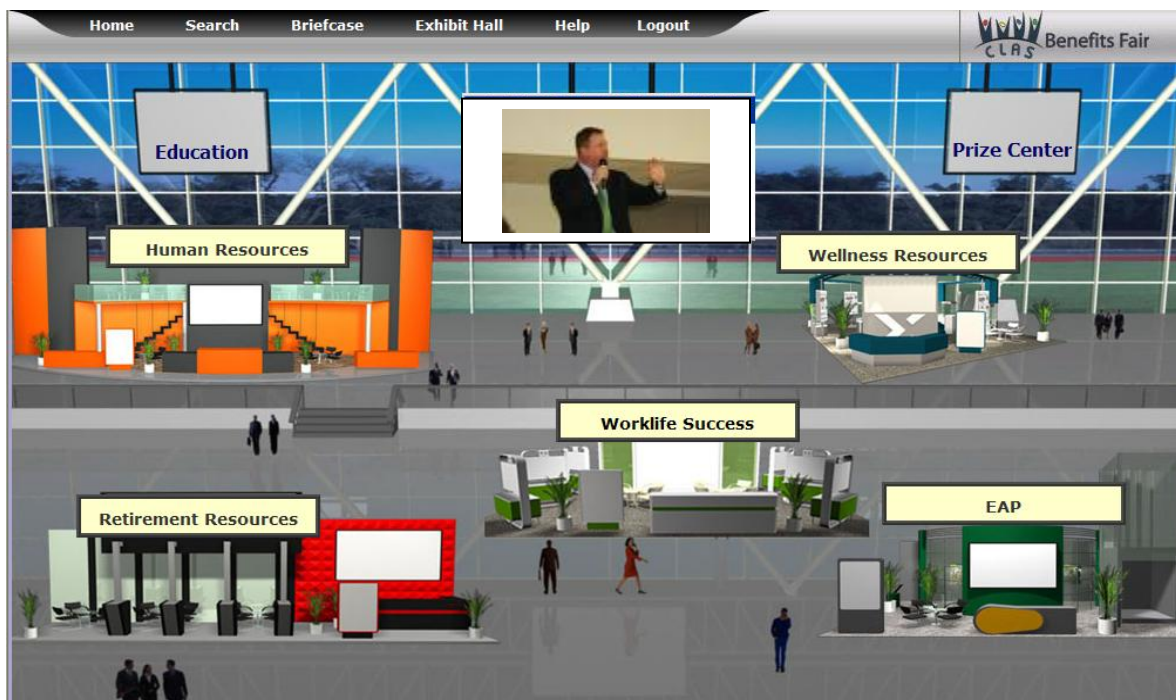 Home Search Briefcase Exhibit Hall Help Logout
CLAS Benefits Fair
Education
Prize Center
Human Resources
Wellness Resources
Worklife Success
Retirement Resources
EAP